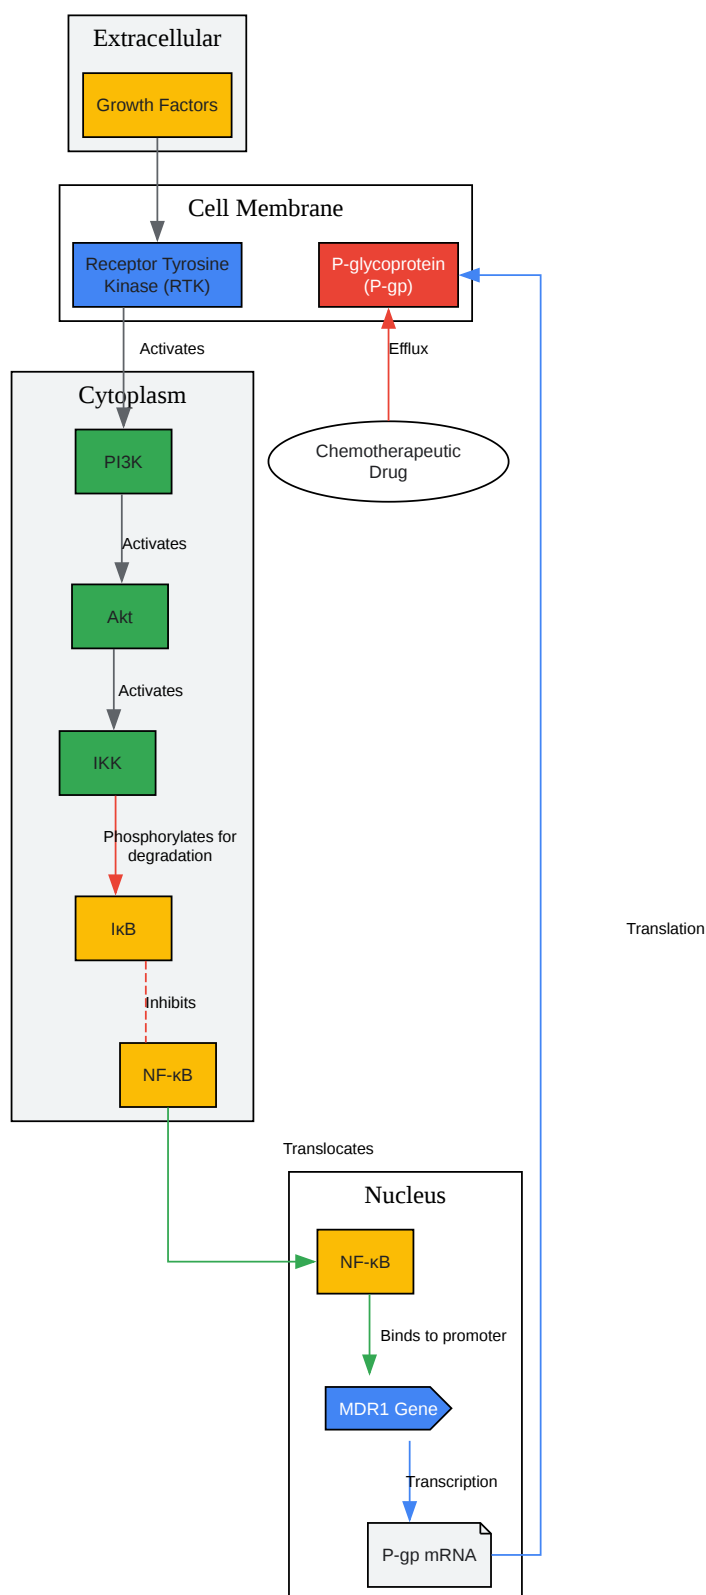 Extracellular
Growth Factors
Cell Membrane
Receptor Tyrosine
Kinase (RTK)
P-glycoprotein
(P-gp)
Activates
Efflux
Cytoplasm
PI3K
Chemotherapeutic
Drug
Activates
Akt
Activates
IKK
Phosphorylates for
degradation
IκB
Translation
Inhibits
NF-κB
Translocates
Nucleus
NF-κB
Binds to promoter
MDR1 Gene
Transcription
P-gp mRNA